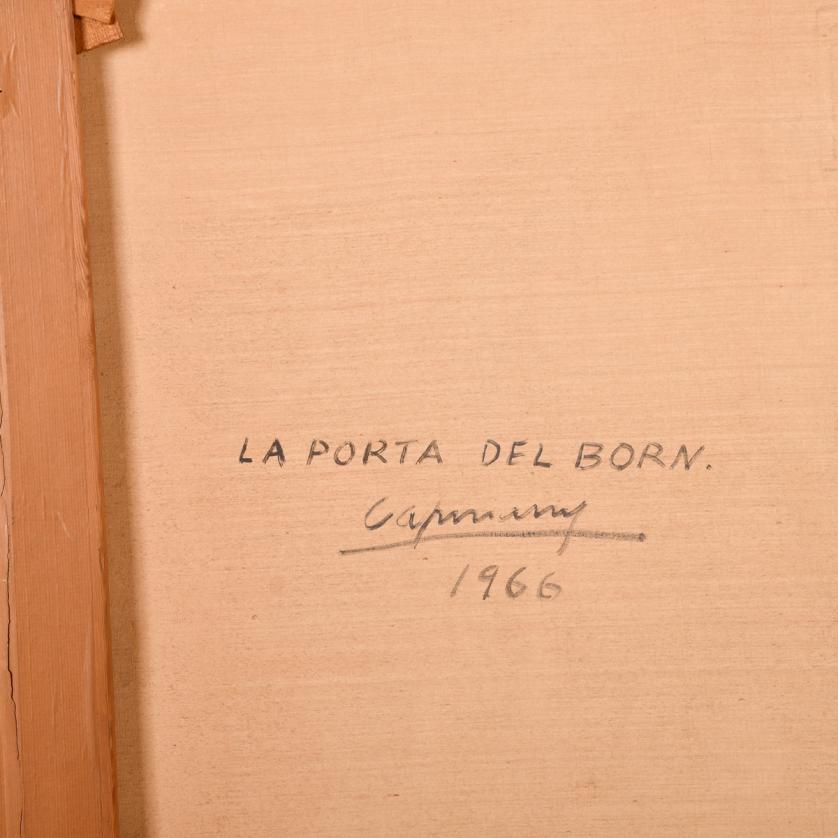 LA PORTA DEL BORN.
Capmany
1966